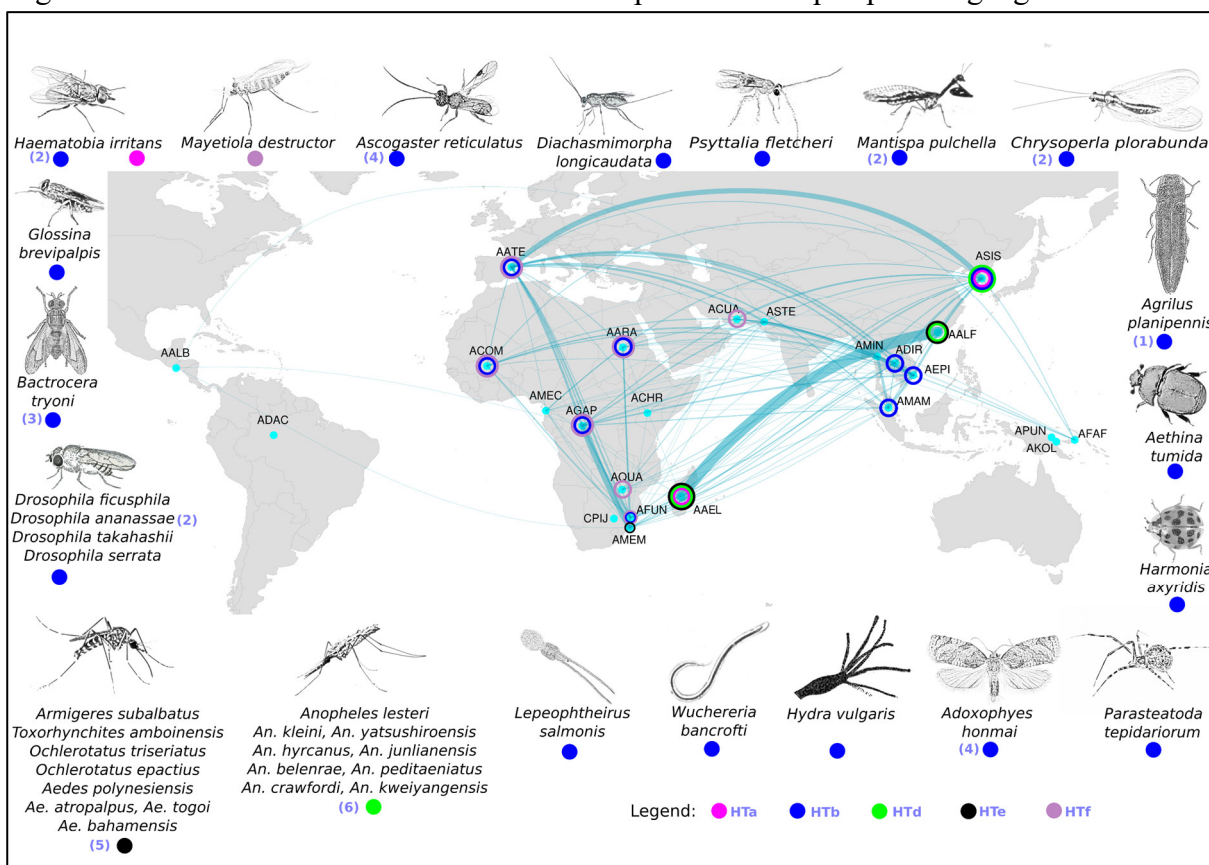 Haematobia irritans
(2)
Mayetiola destructor
Ascogaster reticulatus
(4)
Diachasmimorpha
longicaudata
Psyttalia fletcheri
Mantispa pulchella
(2)
Chrysoperla plorabunda
(2)
Glossina
brevipalpis
Bactrocera
tryoni
(3)
Drosophila ficusphila
Drosophila ananassae (2)
Drosophila takahashii
Drosophila serrata
AATE
ASIS
ACUA
ASTE
AARA
AALF
AMIN
ADIR
ACOM
AALB
AEPI
AMEC
ACHR
AMAM
AGAP
ADAC
APUN
AFAF
AKOL
AQUA
AFUN
AAEL
CPIJ
AMEM
Agrilus
planipennis
(1)
Aethina
tumida
Harmonia
axyridis
Armigeres subalbatus
Toxorhynchites amboinensis
Ochlerotatus triseriatus
Ochlerotatus epactius
Aedes polynesiensis
Ae. atropalpus, Ae. togoi
Ae. bahamensis
(5)
Anopheles lesteri
An. kleini, An. yatsushiroensis
An. hyrcanus, An. junlianensis
An. belenrae, An. peditaeniatus
An. crawfordi, An. kweiyangensis
(6)
Lepeophtheirus
salmonis
Wuchereria
bancrofti
Hydra vulgaris
Adoxophyes
honmai
(4)
Parasteatoda
tepidariorum
Legend: HTa HTb HTd HTe HTf